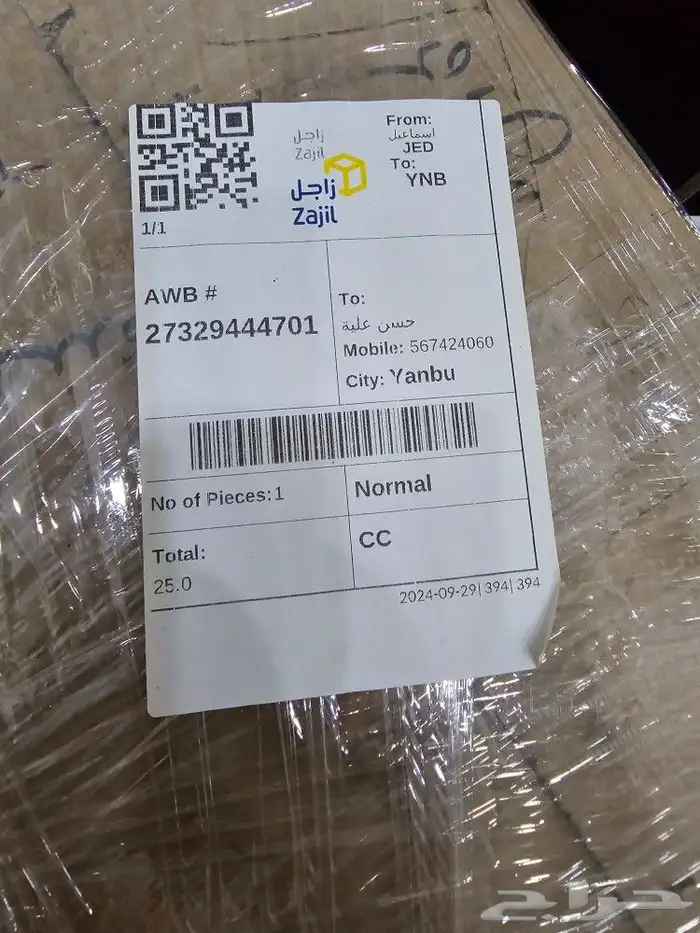 زاجل
Zajil
زاجل
Zajil
From:
اسماعيل
JED
To:
YNB
1/1
AWB #
27329444701
To:
حسن علية
Mobile: 567424060
City: Yanbu
No of Pieces:1
Normal
Total:
25.0
CC
2024-09-29| 394| 394
حراج